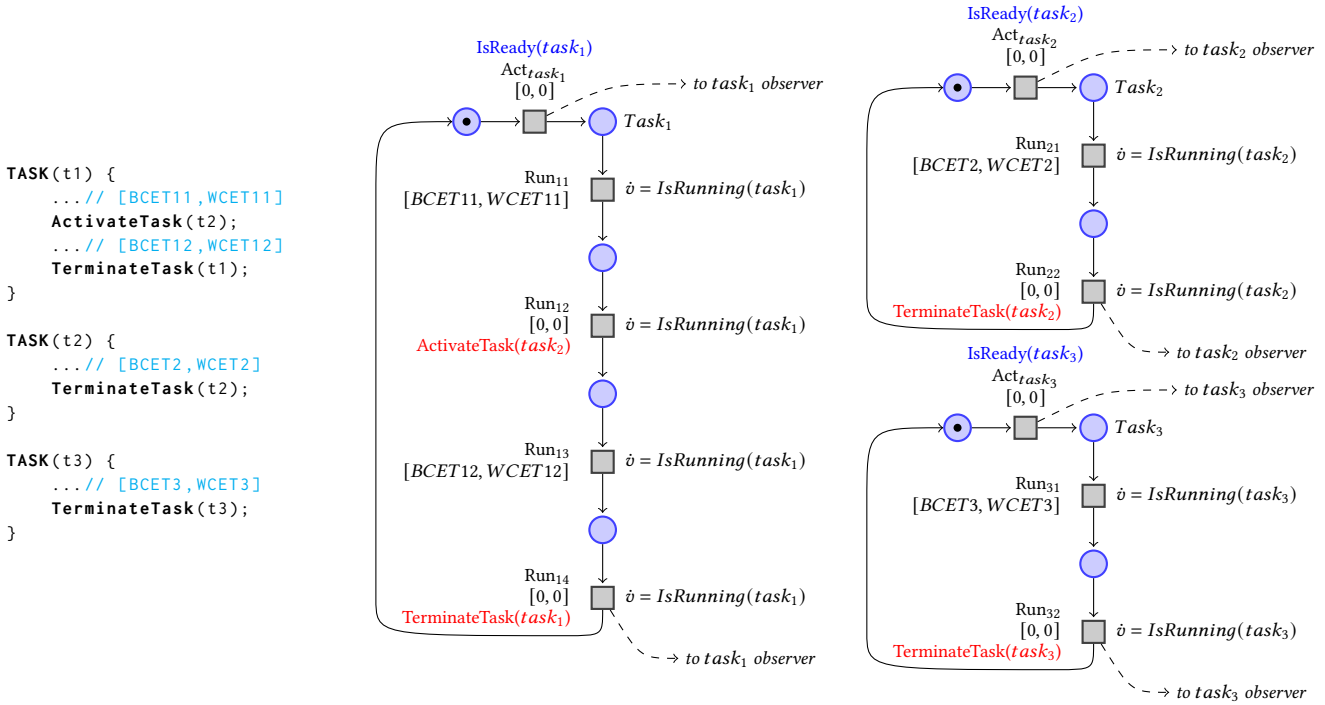 TASK(t1) {
    ...// [BCET11,WCET11]
    ActivateTask(t2);
    ...// [BCET12,WCET12]
    TerminateTask(t1);
}
TASK(t2) {
    ...// [BCET2,WCET2]
    TerminateTask(t2);
}
TASK(t3) {
    ...// [BCET3,WCET3]
    TerminateTask(t3);
}
IsReady(task₁)
Act_task₁
[0, 0]
to task₁ observer
Task₁
Run₁₁
[BCET11, WCET11]
v̇ = IsRunning(task₁)
Run₁₂
[0, 0]
v̇ = IsRunning(task₁)
ActivateTask(task₂)
Run₁₃
[BCET12, WCET12]
v̇ = IsRunning(task₁)
Run₁₄
[0, 0]
v̇ = IsRunning(task₁)
TerminateTask(task₁)
to task₁ observer
IsReady(task₂)
Act_task₂
[0, 0]
to task₂ observer
Task₂
Run₂₁
[BCET2, WCET2]
v̇ = IsRunning(task₂)
Run₂₂
[0, 0]
v̇ = IsRunning(task₂)
TerminateTask(task₂)
to task₂ observer
IsReady(task₃)
Act_task₃
[0, 0]
to task₃ observer
Task₃
Run₃₁
[BCET3, WCET3]
v̇ = IsRunning(task₃)
Run₃₂
[0, 0]
v̇ = IsRunning(task₃)
TerminateTask(task₃)
to task₃ observer